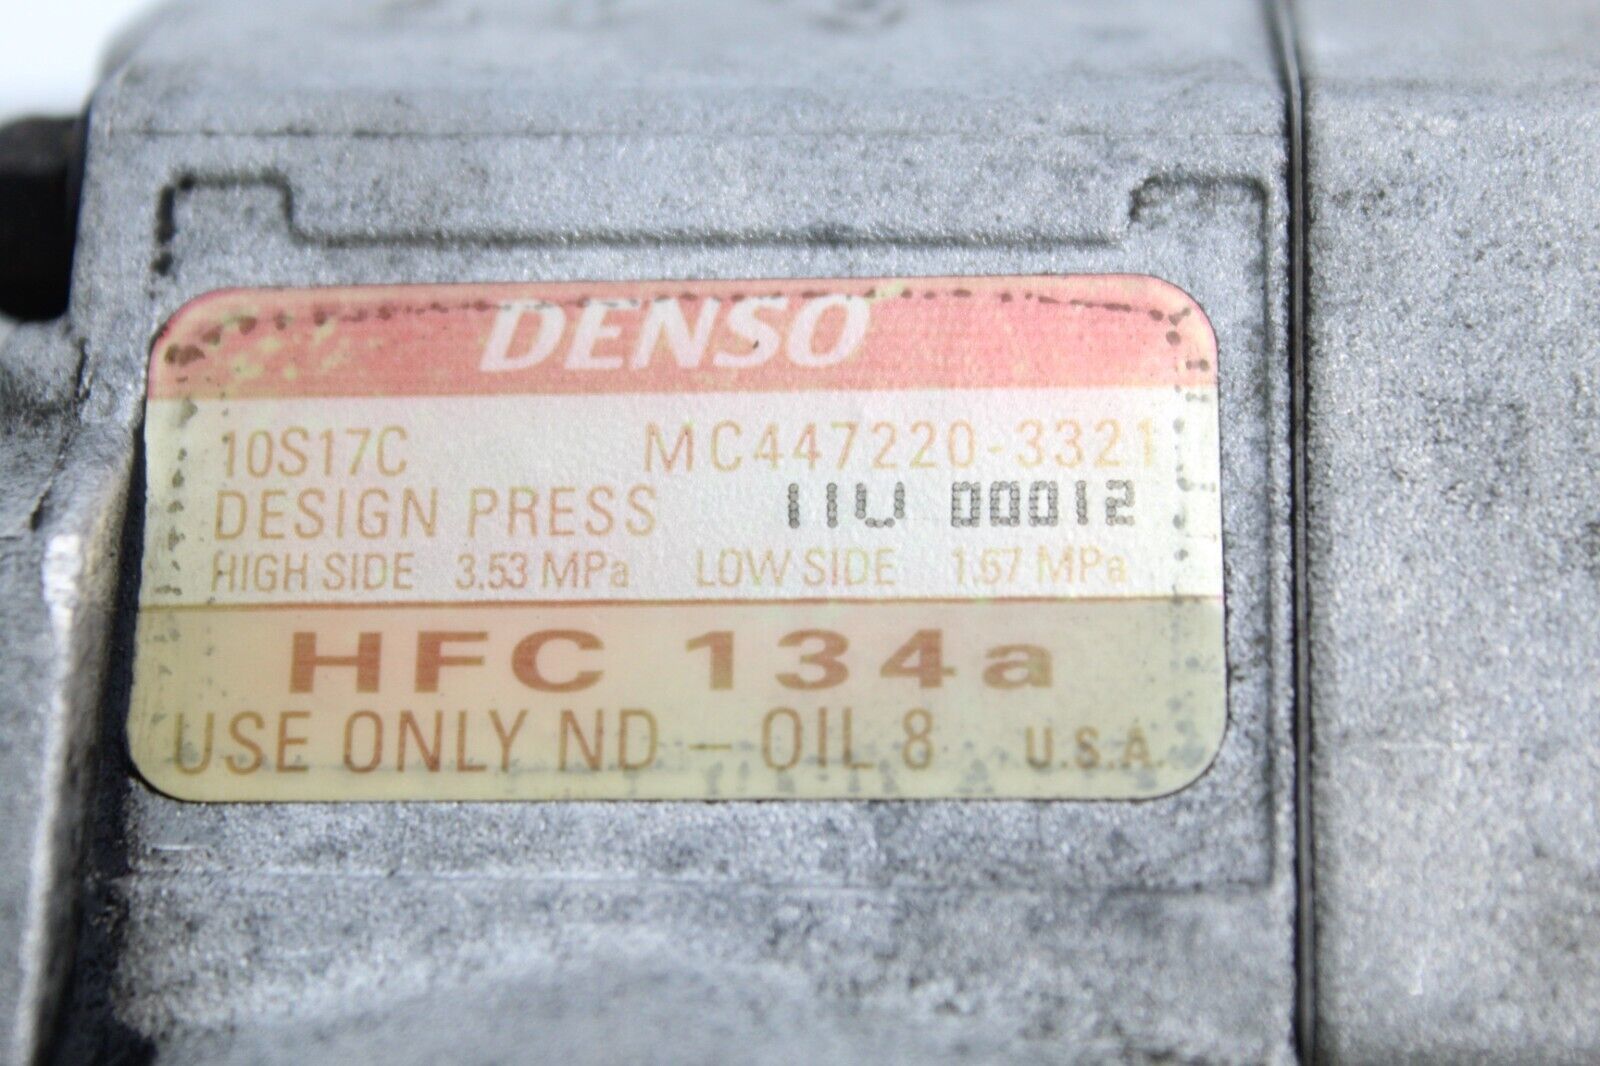 DENSO
10S17C MC447220-3321
DESIGN PRESS 11U 00012
HIGH SIDE 3.53 MPa LOW SIDE 1.67 MPa
HFC 134a
USE ONLY ND-OIL 8 U.S.A.